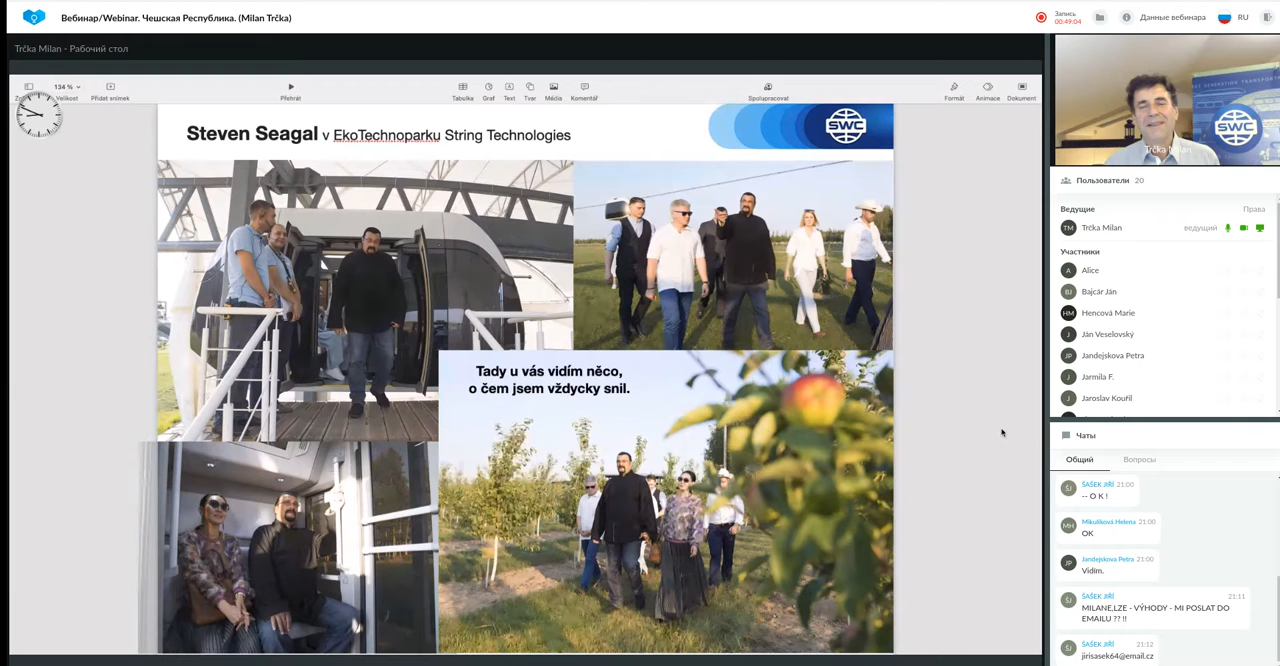 Вебинар/Webinar. Чешская Республика. (Milan Trčka)
Запись
00:49:04
Данные вебинара
RU
Trčka Milan - Рабочий стол
134 %
Velikost
Přidat snímek
Přehrát
Tabulka
Graf
Text
Tvar
Média
Komentář
Spolupracovat
Formát
Animace
Dokument
Steven Seagal v EkoTechnoparku String Technologies
SWC
Tady u vás vidím něco,
o čem jsem vždycky snil.
SWC
Trčka Milan
Пользователи 20
Ведущие
Права
TM
Trčka Milan
ведущий
Участники
A
Alice
BJ
Bajcár Ján
HM
Hencová Marie
J
Ján Veselovský
JP
Jandejskova Petra
J
Jarmila F.
J
Jaroslav Kouřil
Чаты
Общий
Вопросы
ŠJ
ŠAŠEK JIŘÍ 21:00
-- O K !
MH
Mikulíková Helena 21:00
OK
JP
Jandejskova Petra 21:00
Vidím.
ŠJ
ŠAŠEK JIŘÍ 21:11
MILANE,LZE - VÝHODY - MI POSLAT DO
EMAILU ?? !!
ŠJ
ŠAŠEK JIŘÍ 21:12
jirisasek64@email.cz